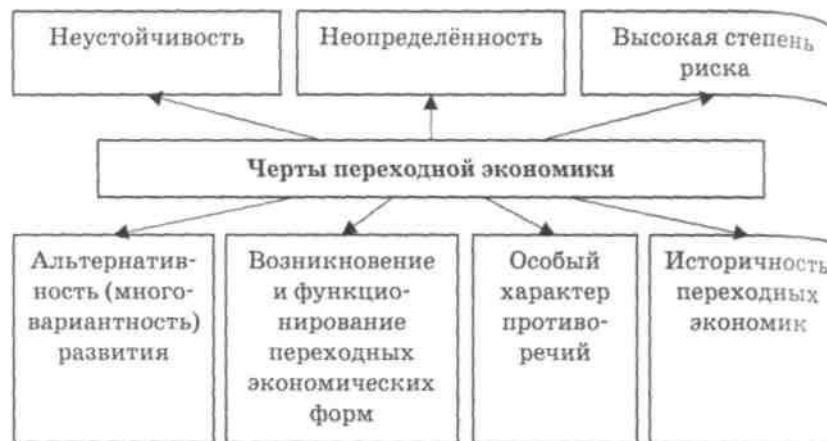 Неустойчивость
Неопределённость
Высокая степень
риска
Черты переходной экономики
Альтернатив-
ность (много-
вариантность)
развития
Возникновение
и функцио-
нирование
переходных
экономических
форм
Особый
характер
противо-
речий
Историчность
переходных
экономик